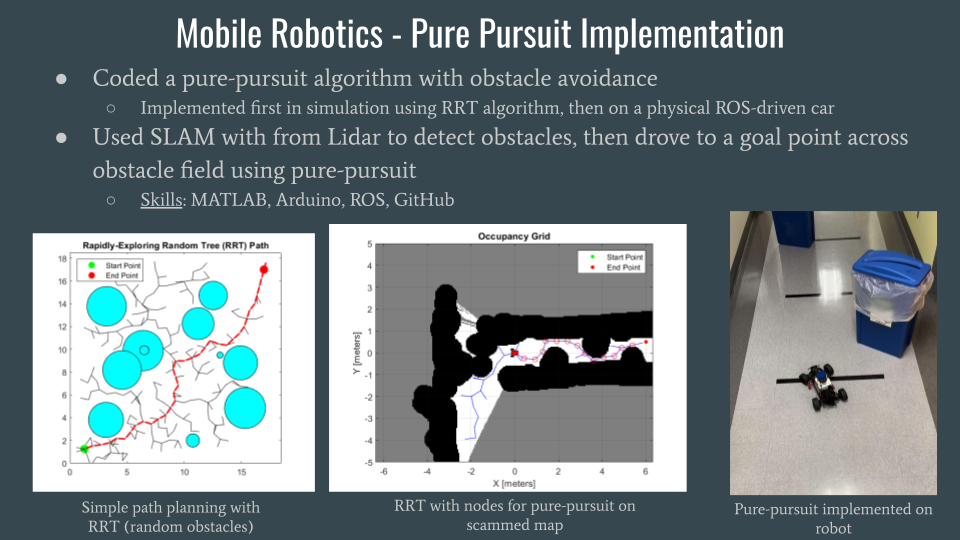 Mobile Robotics - Pure Pursuit Implementation
● Coded a pure-pursuit algorithm with obstacle avoidance
○ Implemented first in simulation using RRT algorithm, then on a physical ROS-driven car
● Used SLAM with from Lidar to detect obstacles, then drove to a goal point across
obstacle field using pure-pursuit
○ Skills: MATLAB, Arduino, ROS, GitHub
Rapidly-Exploring Random Tree (RRT) Path
Start Point
End Point
18
16
14
12
10
8
6
4
2
0
0 5 10 15
Simple path planning with
RRT (random obstacles)
Occupancy Grid
Start Point
End Point
Y [meters]
5
4
3
2
1
0
-1
-2
-3
-4
-5
-6 -4 -2 0 2 4 6
X [meters]
RRT with nodes for pure-pursuit on
scammed map
Pure-pursuit implemented on
robot